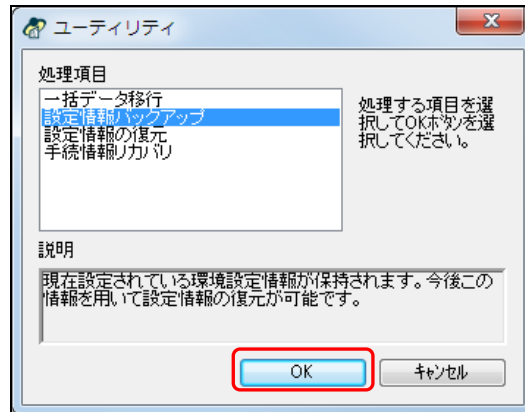 ユーティリティ
処理項目
一括データ移行
設定情報バックアップ
設定情報の復元
手続情報リカバリ
処理する項目を選
択してOKボタンを選
択してください。
説明
現在設定されている環境設定情報が保持されます。今後この
情報を用いて設定情報の復元が可能です。
OK
キャンセル